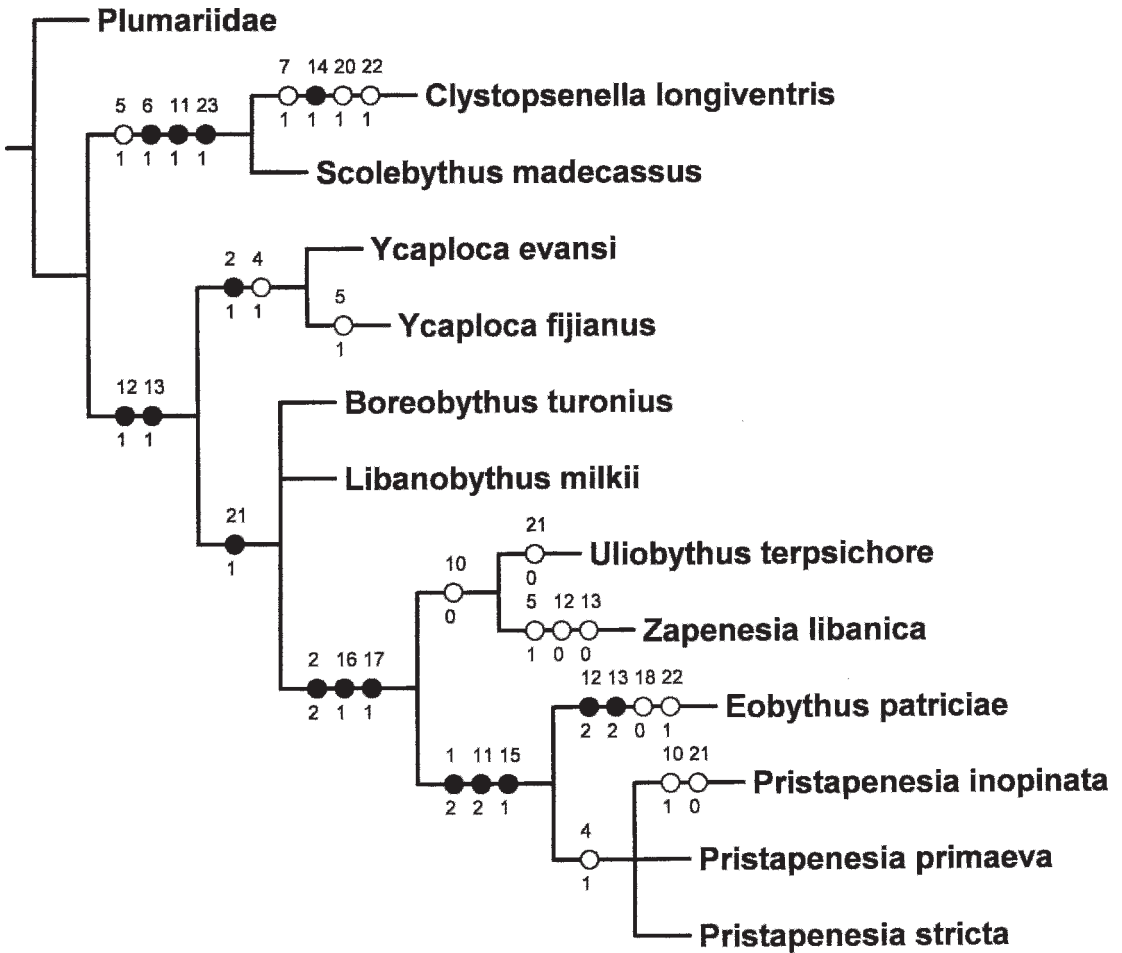 Plumariidae
7 14 20 22
Clystopsenella longiventris
1 1 1 1
5 6 11 23
1 1 1 1
Scolebythus madecassus
Ycaploca evansi
2 4
1 1
5
Ycaploca fijianus
1
12 13
1 1
Boreobythus turonius
Libanobythus milkii
21
1
21
Uliobythus terpsichore
0
10
0
5 12 13
Zapenesia libanica
1 0 0
2 16 17
2 1 1
12 13 18 22
Eobythus patriciae
2 2 0 1
1 11 15
2 2 1
10 21
Pristapenesia inopinata
1 0
4
1
Pristapenesia primaeva
Pristapenesia stricta